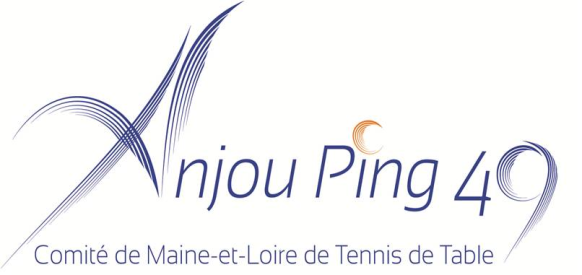 Anjou Ping 49
Comité de Maine-et-Loire de Tennis de Table